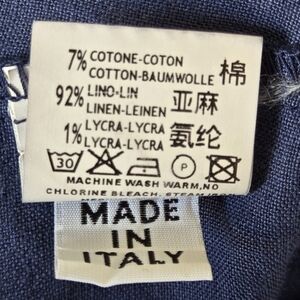 7% COTONE-COTON
COTTON-BAUMWOLLE 棉
92% LINO-LIN
LINEN-LEINEN 亚麻
1% LYCRA-LYCRA
LYCRA-LYCRA 氨纶
30 P
MACHINE WASH WARM,NO
CHLORINE BLEACH, STEAM
MADE
IN
ITALY